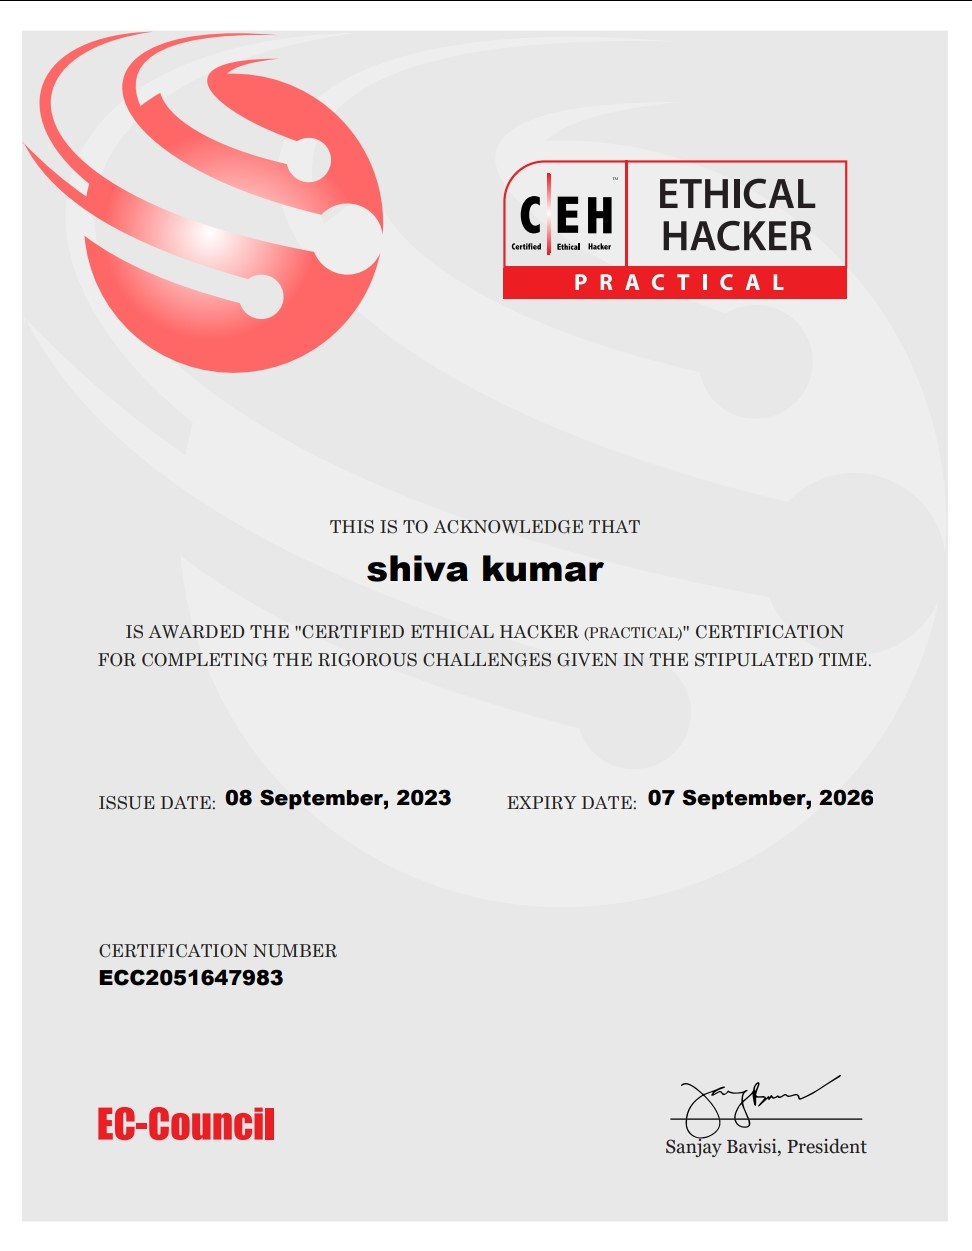 C|EH™
Certified Ethical Hacker
ETHICAL
HACKER
PRACTICAL
THIS IS TO ACKNOWLEDGE THAT
shiva kumar
IS AWARDED THE "CERTIFIED ETHICAL HACKER (PRACTICAL)" CERTIFICATION
FOR COMPLETING THE RIGOROUS CHALLENGES GIVEN IN THE STIPULATED TIME.
ISSUE DATE: 08 September, 2023 EXPIRY DATE: 07 September, 2026
CERTIFICATION NUMBER
ECC2051647983
EC-Council
Sanjay Bavisi, President